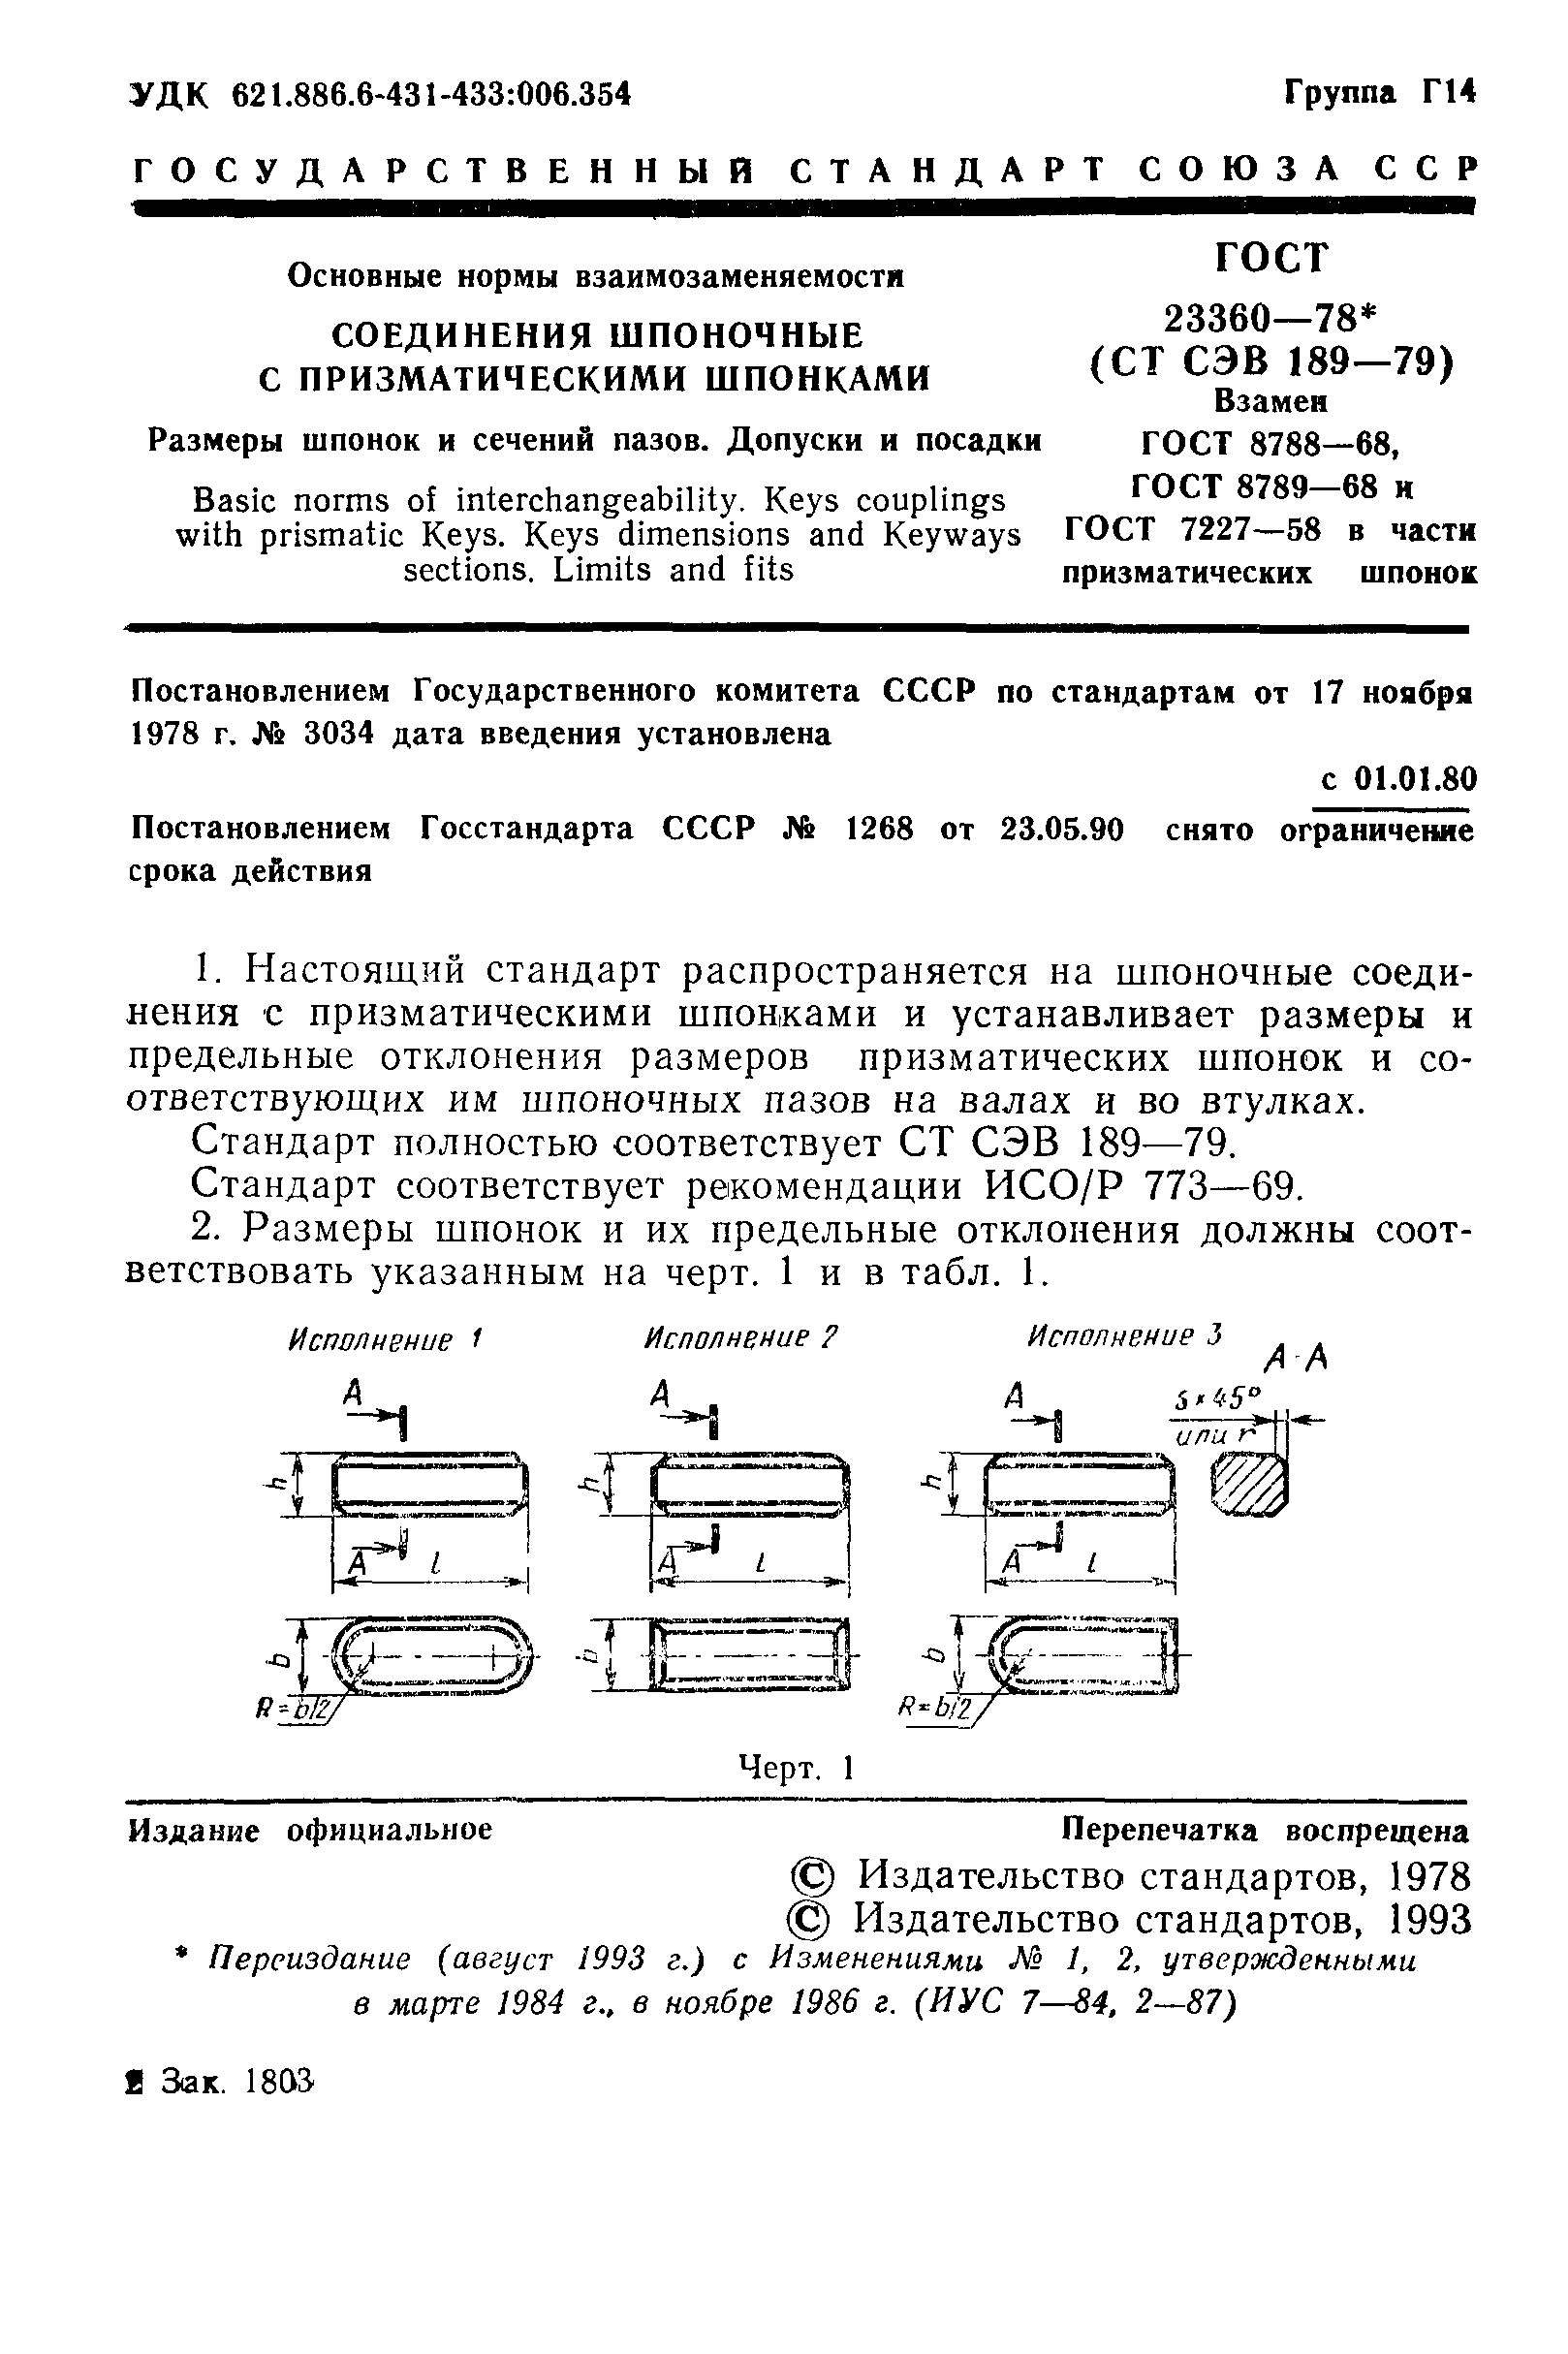 УДК 621.886.6-431-433:006.354 Группа Г14
ГОСУДАРСТВЕННЫЙ СТАНДАРТ СОЮЗА ССР
Основные нормы взаимозаменяемости
СОЕДИНЕНИЯ ШПОНОЧНЫЕ
С ПРИЗМАТИЧЕСКИМИ ШПОНКАМИ
Размеры шпонок и сечений пазов. Допуски и посадки
Basic norms of interchangeability. Keys couplings
with prismatic Keys. Keys dimensions and Keyways
sections. Limits and fits
ГОСТ
23360—78*
(СТ СЭВ 189—79)
Взамен
ГОСТ 8788—68,
ГОСТ 8789—68 и
ГОСТ 7227—58 в части
призматических шпонок
Постановлением Государственного комитета СССР по стандартам от 17 ноября
1978 г. № 3034 дата введения установлена
с 01.01.80
Постановлением Госстандарта СССР № 1268 от 23.05.90 снято ограничение
срока действия
1. Настоящий стандарт распространяется на шпоночные соеди-
нения с призматическими шпонками и устанавливает размеры и
предельные отклонения размеров призматических шпонок и со-
ответствующих им шпоночных пазов на валах и во втулках.
Стандарт полностью соответствует СТ СЭВ 189—79.
Стандарт соответствует рекомендации ИСО/Р 773—69.
2. Размеры шпонок и их предельные отклонения должны соот-
ветствовать указанным на черт. 1 и в табл. 1.
Исполнение 1 Исполнение 2 Исполнение 3
А-А
А А А
s×45°
или r
h h h
А А А
l l l
b b b
R=b/2 R=b/2
Черт. 1
Издание официальное Перепечатка воспрещена
© Издательство стандартов, 1978
© Издательство стандартов, 1993
* Переиздание (август 1993 г.) с Изменениями № 1, 2, утвержденными
в марте 1984 г., в ноябре 1986 г. (ИУС 7—84, 2—87)
Зак. 1803